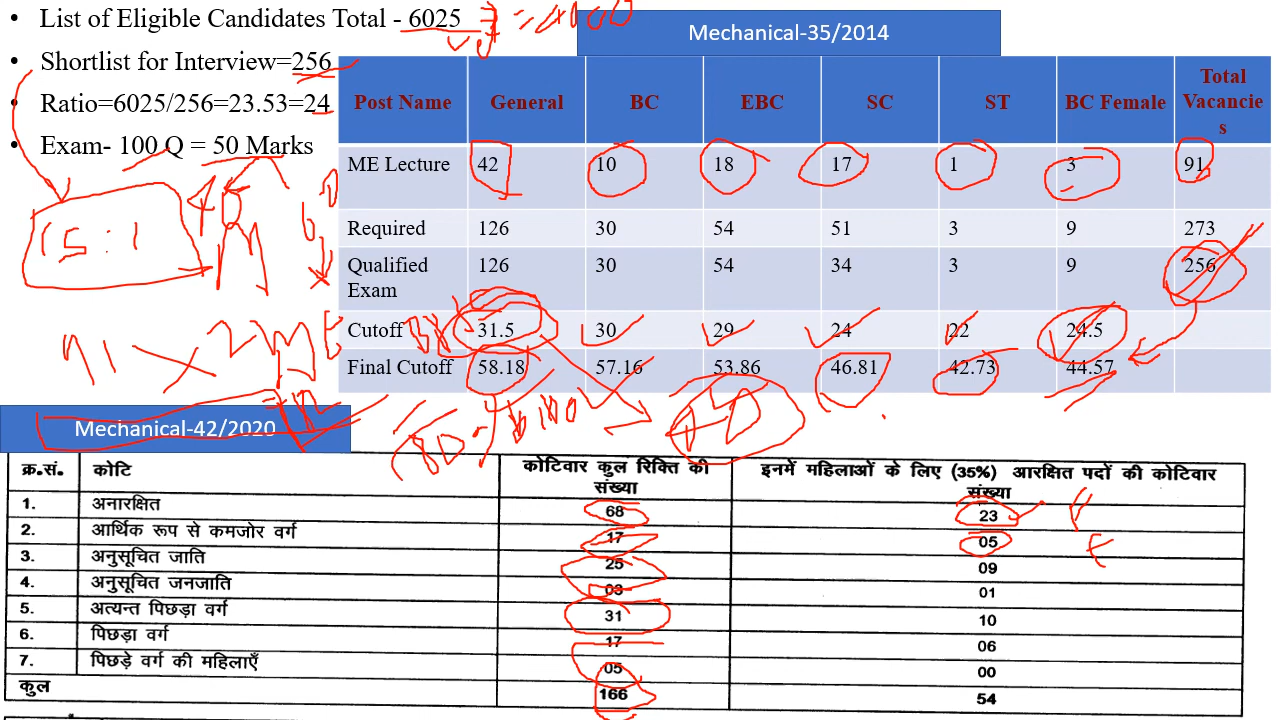 • List of Eligible Candidates Total - 6025
• Shortlist for Interview=256
• Ratio=6025/256=23.53=24
• Exam- 100 Q = 50 Marks
15 : 1
Mechanical-35/2014
Post Name General BC EBC SC ST BC Female Total Vacancies
ME Lecture 42 10 18 17 1 3 91
Required 126 30 54 51 3 9 273
Qualified Exam 126 30 54 34 3 9 256
Cutoff 31.5 30 29 24 22 24.5
Final Cutoff 58.18 57.16 53.86 46.81 42.73 44.57
Mechanical-42/2020
क्र.सं. कोटि कोटिवार कुल रिक्ति की संख्या इनमें महिलाओं के लिए (35%) आरक्षित पदों की कोटिवार संख्या
1. अनारक्षित 68 23
2. आर्थिक रूप से कमजोर वर्ग 17 05
3. अनुसूचित जाति 25 09
4. अनुसूचित जनजाति 03 01
5. अत्यन्त पिछड़ा वर्ग 31 10
6. पिछड़ा वर्ग 17 06
7. पिछड़े वर्ग की महिलाएँ 05 00
कुल 166 54